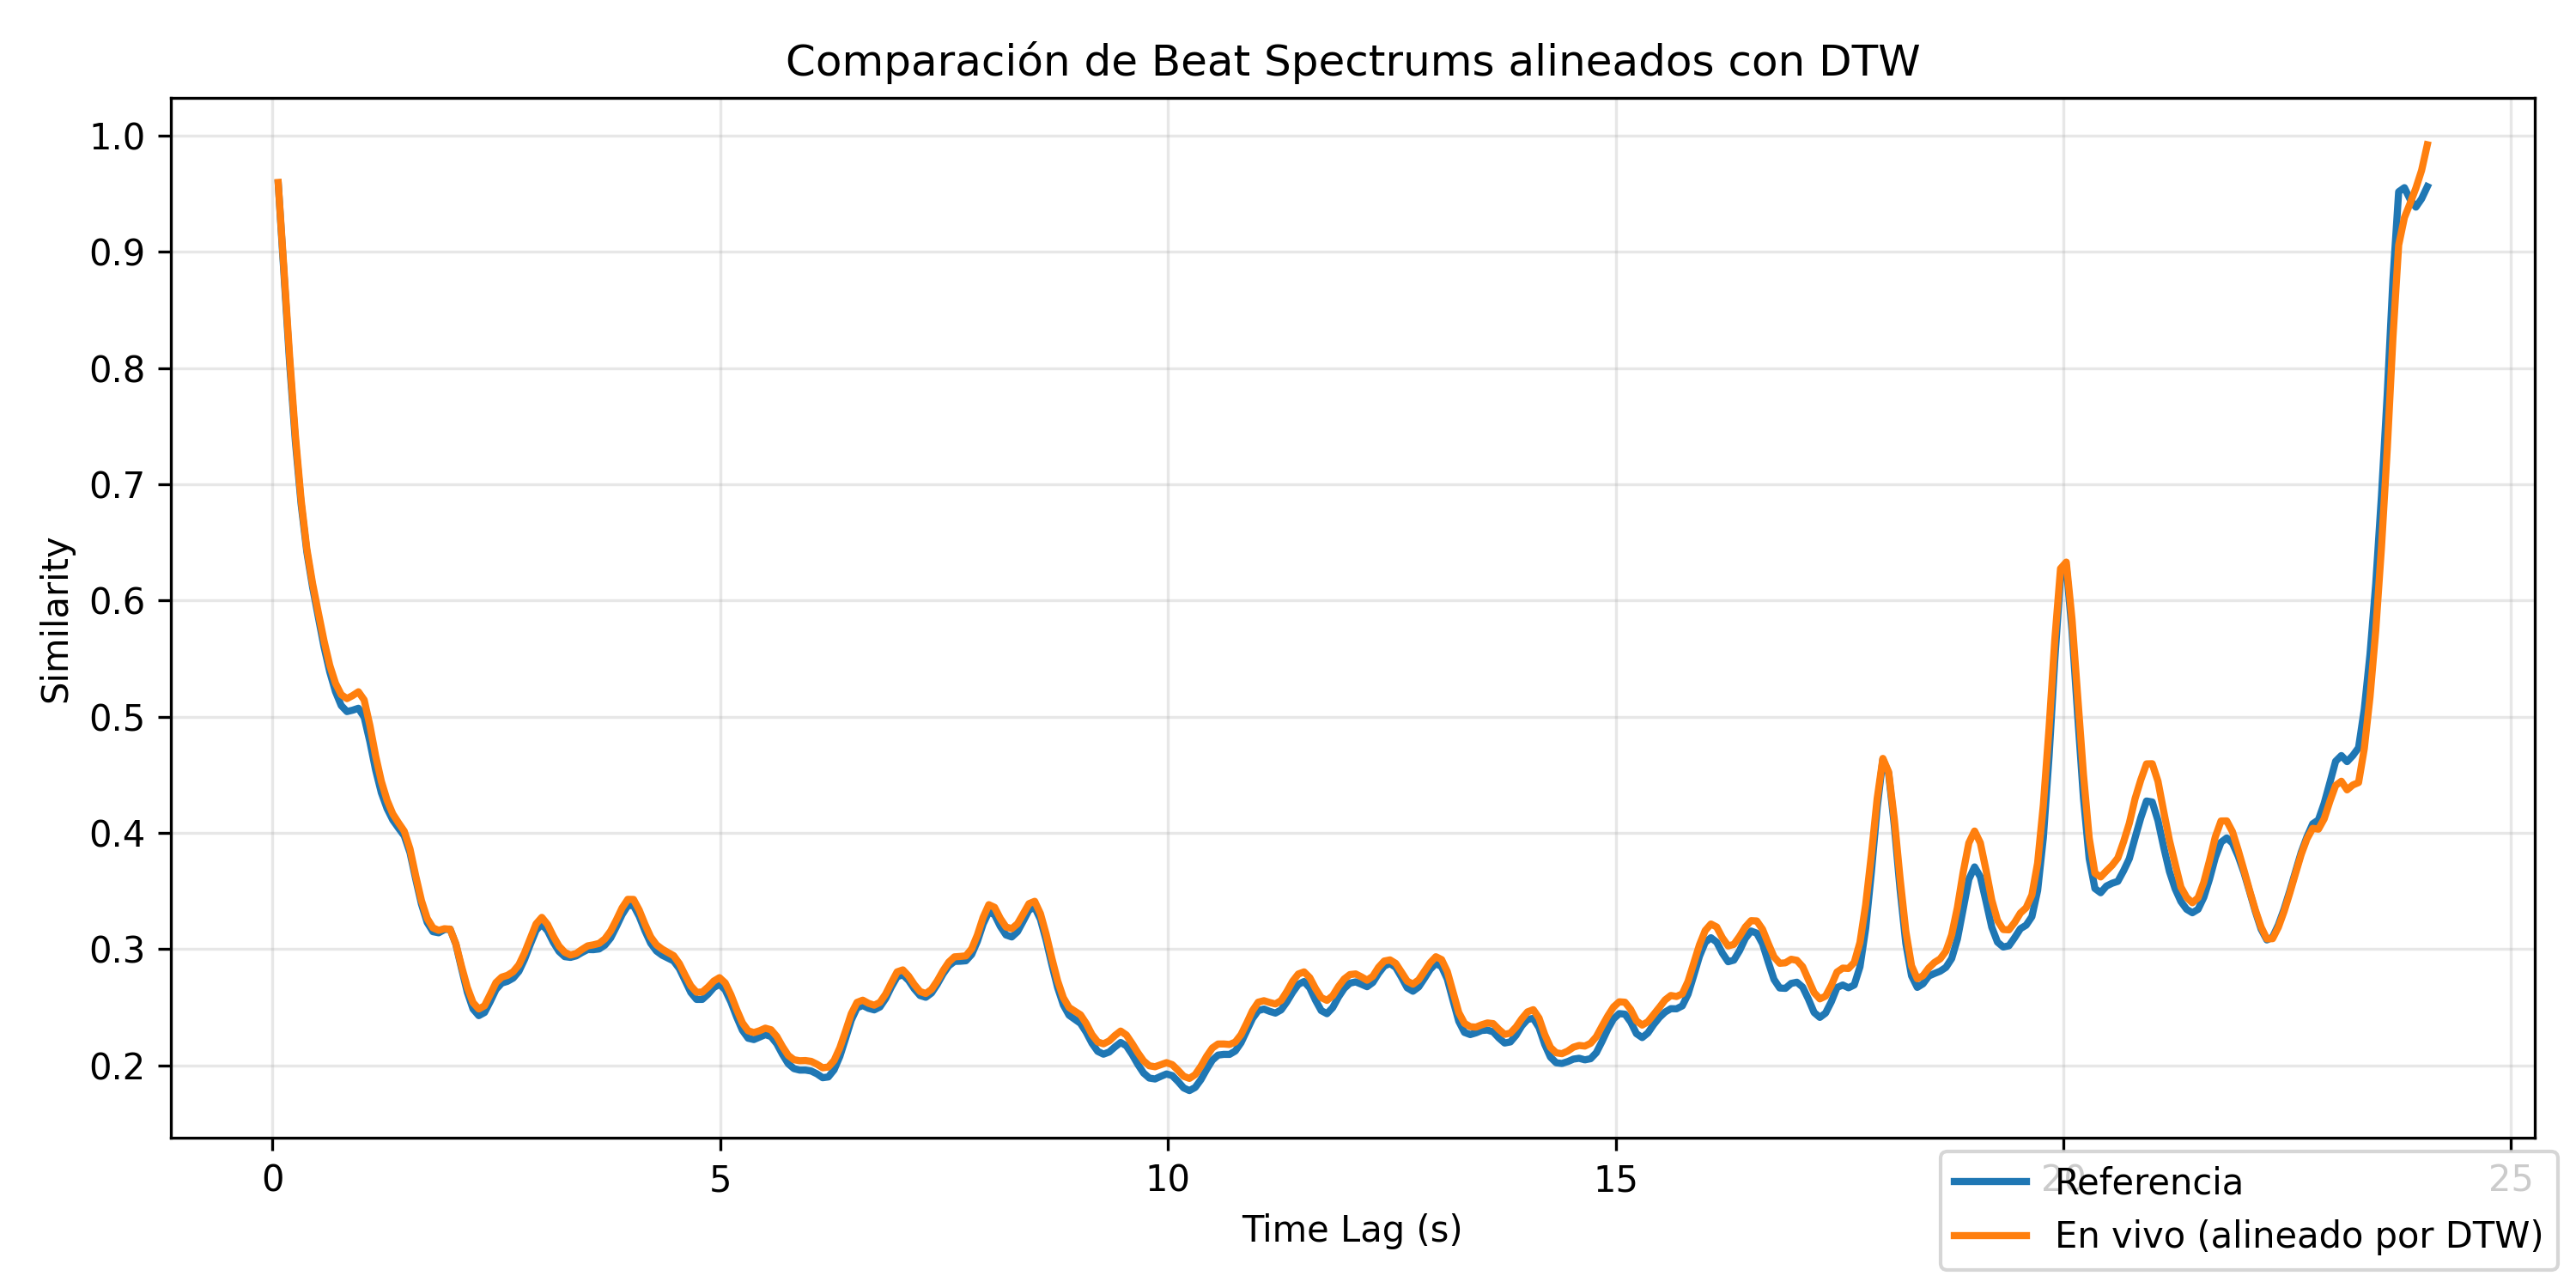 Comparación de Beat Spectrums alineados con DTW
Similarity
1.0
0.9
0.8
0.7
0.6
0.5
0.4
0.3
0.2
0 5 10 15 20 25
Time Lag (s)
Referencia
En vivo (alineado por DTW)